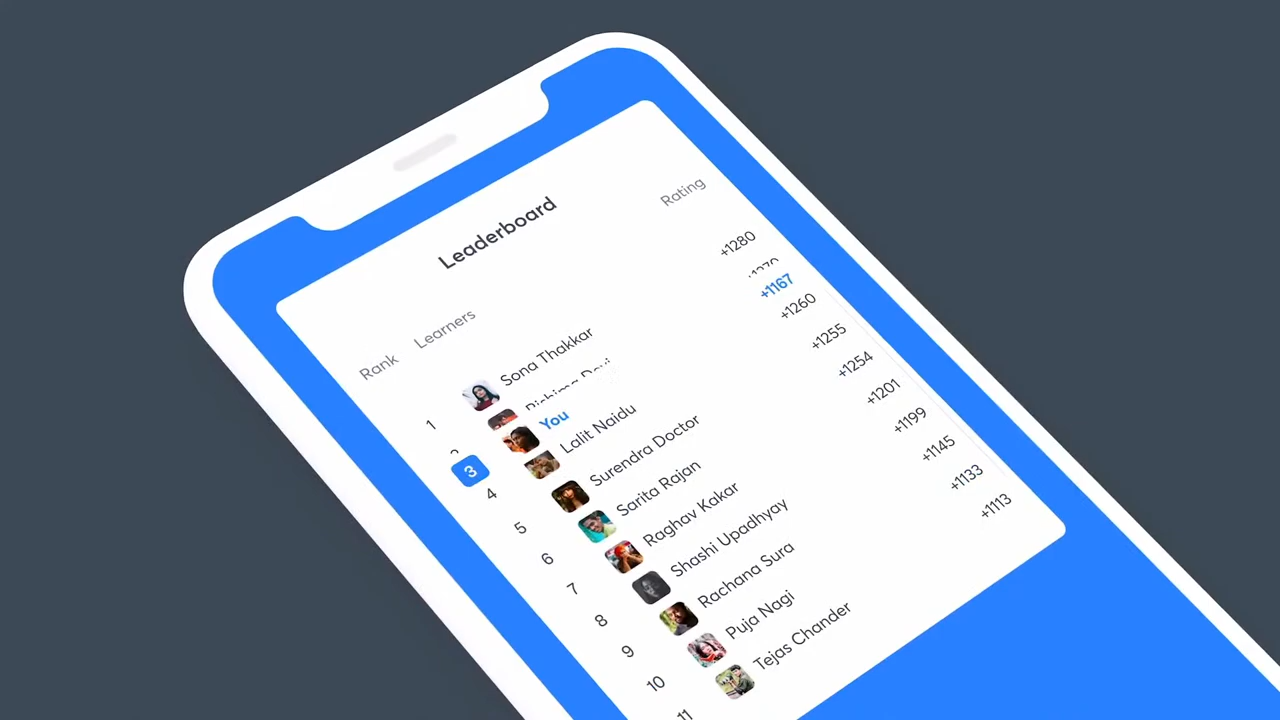 Leaderboard
Rank Learners Rating
1 Sona Thakkar +1280
3 You +1167
4 Lalit Naidu +1260
5 Surendra Doctor +1255
6 Sarita Rajan +1254
7 Raghav Kakar +1201
8 Shashi Upadhyay +1199
9 Rachana Sura +1145
10 Puja Nagi +1133
11 Tejas Chander +1113